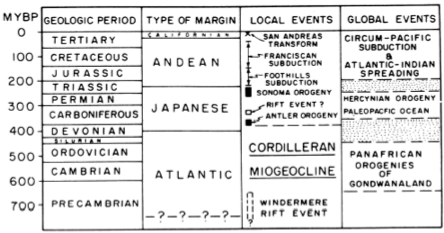 MYBP GEOLOGIC PERIOD TYPE OF MARGIN LOCAL EVENTS GLOBAL EVENTS
0
100
200
300
400
500
600
700
TERTIARY
CRETACEOUS
JURASSIC
TRIASSIC
PERMIAN
CARBONIFEROUS
DEVONIAN
SILURIAN
ORDOVICIAN
CAMBRIAN
PRECAMBRIAN
CALIFORNIAN
ANDEAN
JAPANESE
ATLANTIC
—?—?—?—?—
SAN ANDREAS
TRANSFORM
FRANCISCAN
SUBDUCTION
FOOTHILLS
SUBDUCTION
SONOMA OROGENY
RIFT EVENT ?
ANTLER OROGENY
CORDILLERAN
MIOGEOCLINE
WINDERMERE
RIFT EVENT
CIRCUM-PACIFIC
SUBDUCTION
&
ATLANTIC-INDIAN
SPREADING
HERCYNIAN OROGENY
PALEOPACIFIC OCEAN
PANAFRICAN
OROGENIES
OF
GONDWANALAND